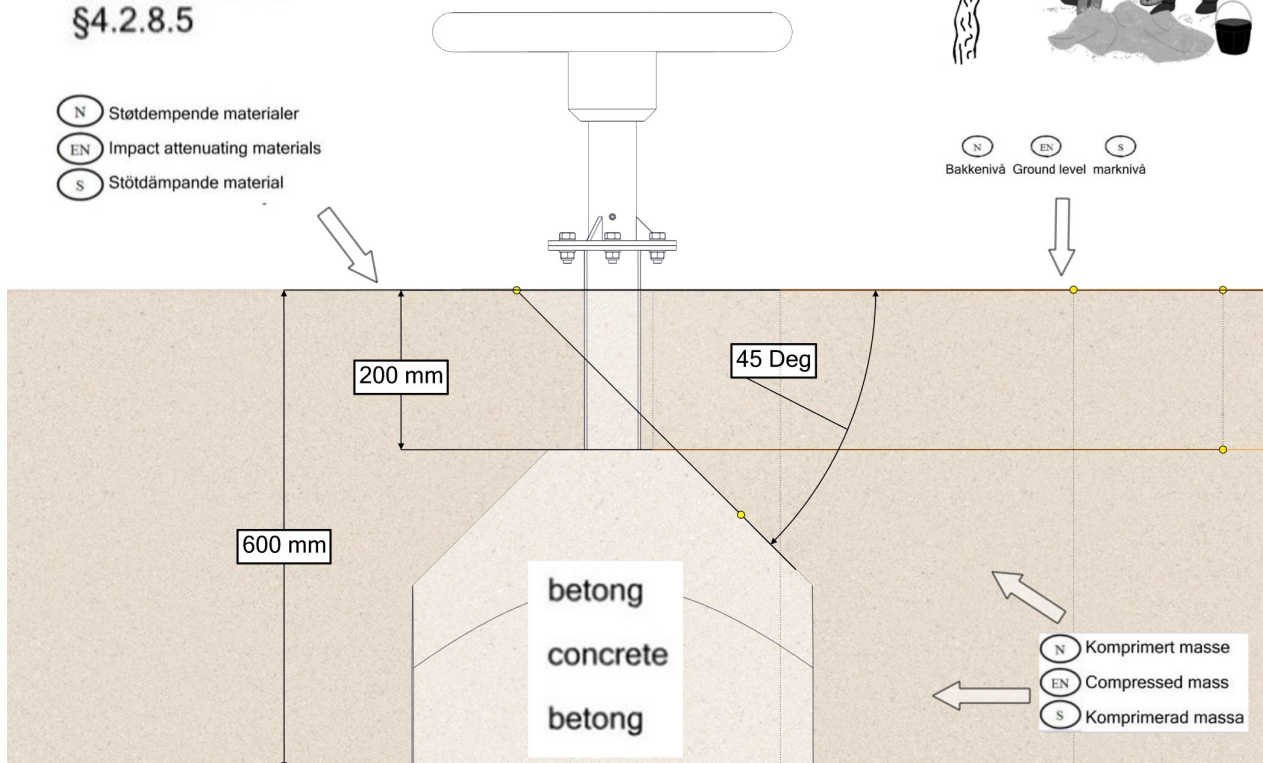 §4.2.8.5
N Støtdempende materialer
EN Impact attenuating materials
S Stötdämpande material
N EN S
Bakkenivå Ground level marknivå
200 mm
45 Deg
600 mm
betong
concrete
betong
N Komprimert masse
EN Compressed mass
S Komprimerad massa